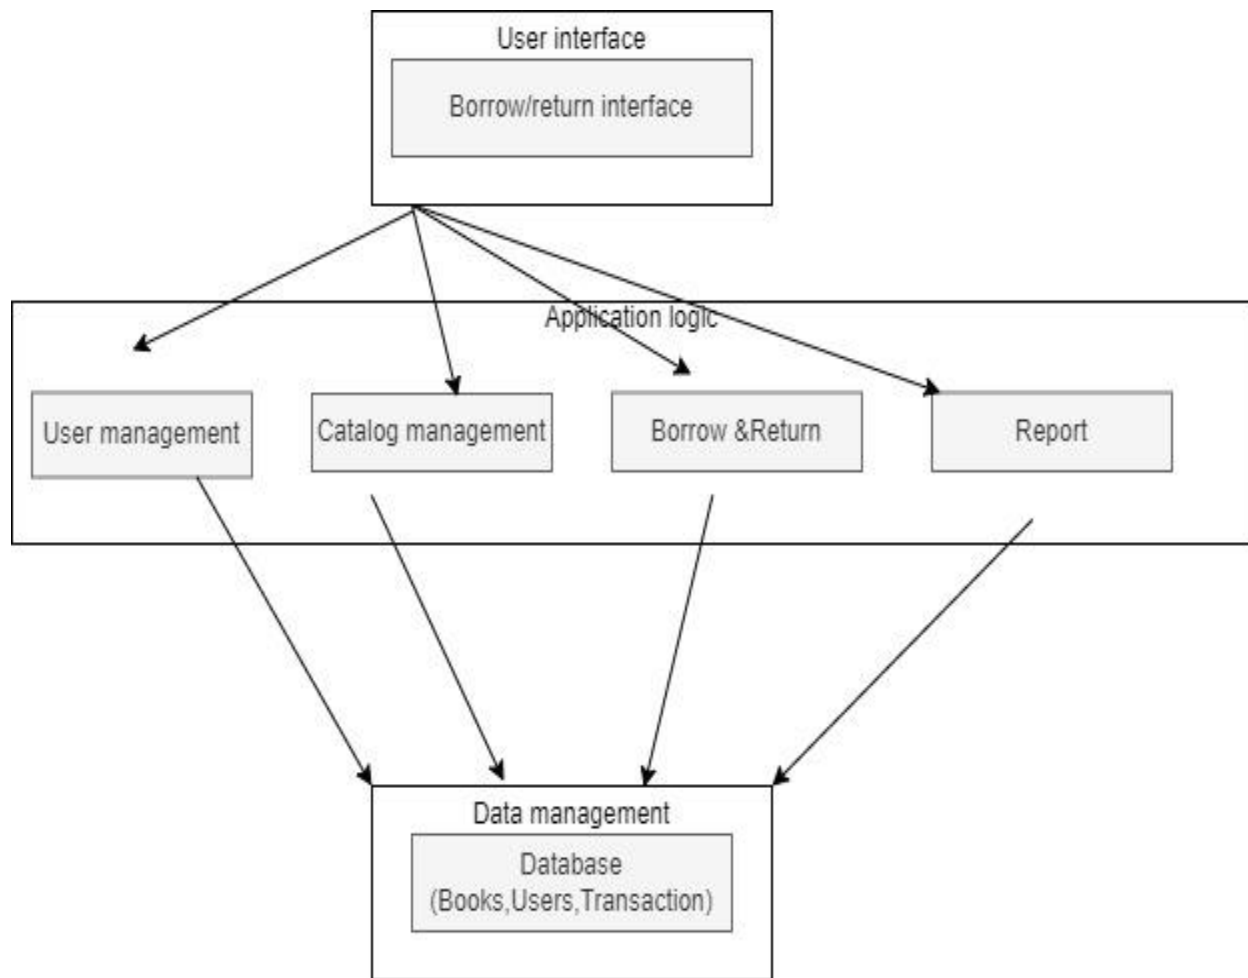 User interface
Borrow/return interface
Application logic
User management
Catalog management
Borrow &Return
Report
Data management
Database
(Books,Users,Transaction)